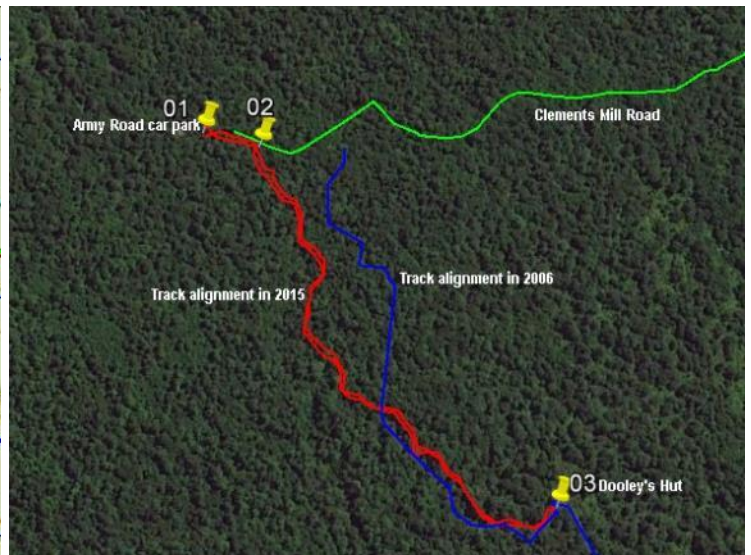 01
02
Army Road car park
Clements Mill Road
Track alignment in 2006
Track alignment in 2015
03 Dooley's Hut